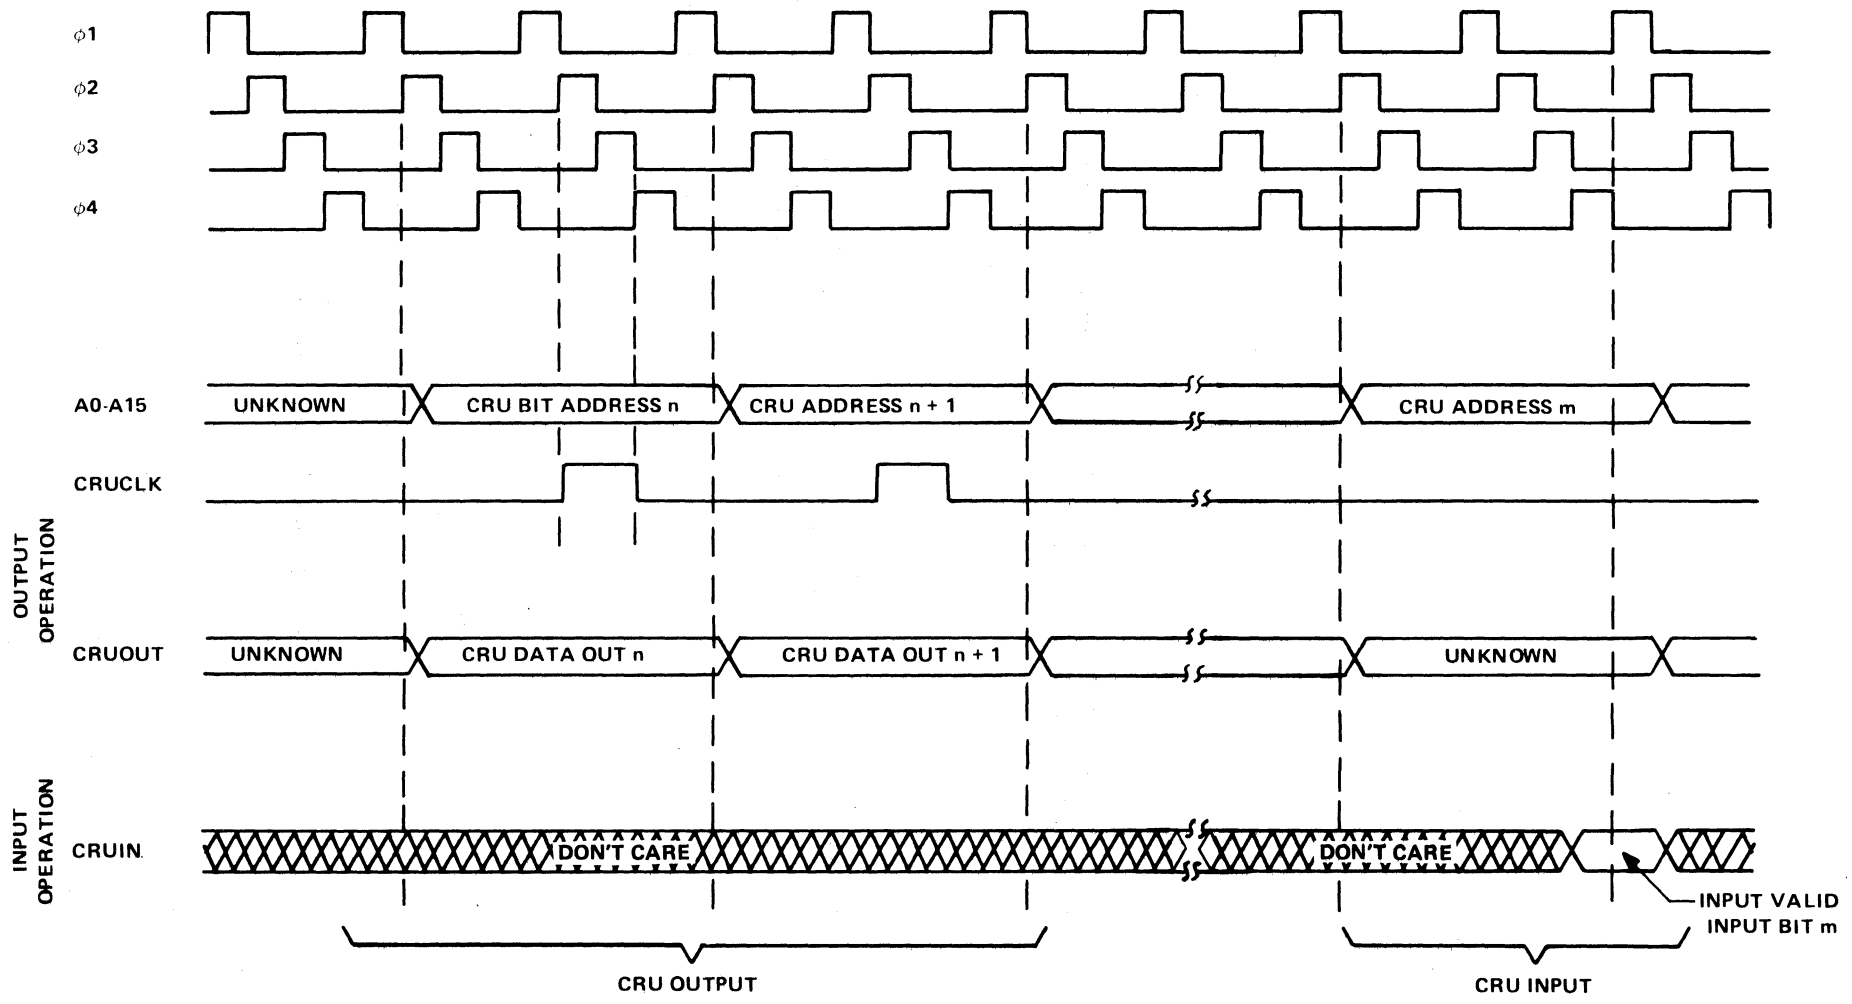 ϕ1
ϕ2
ϕ3
ϕ4
A0-A15
UNKNOWN
CRU BIT ADDRESS n
CRU ADDRESS n + 1
CRU ADDRESS m
CRUCLK
OUTPUT
OPERATION
CRUOUT
UNKNOWN
CRU DATA OUT n
CRU DATA OUT n + 1
UNKNOWN
INPUT
OPERATION
CRUIN
DON'T CARE
DON'T CARE
INPUT VALID
INPUT BIT m
CRU OUTPUT
CRU INPUT